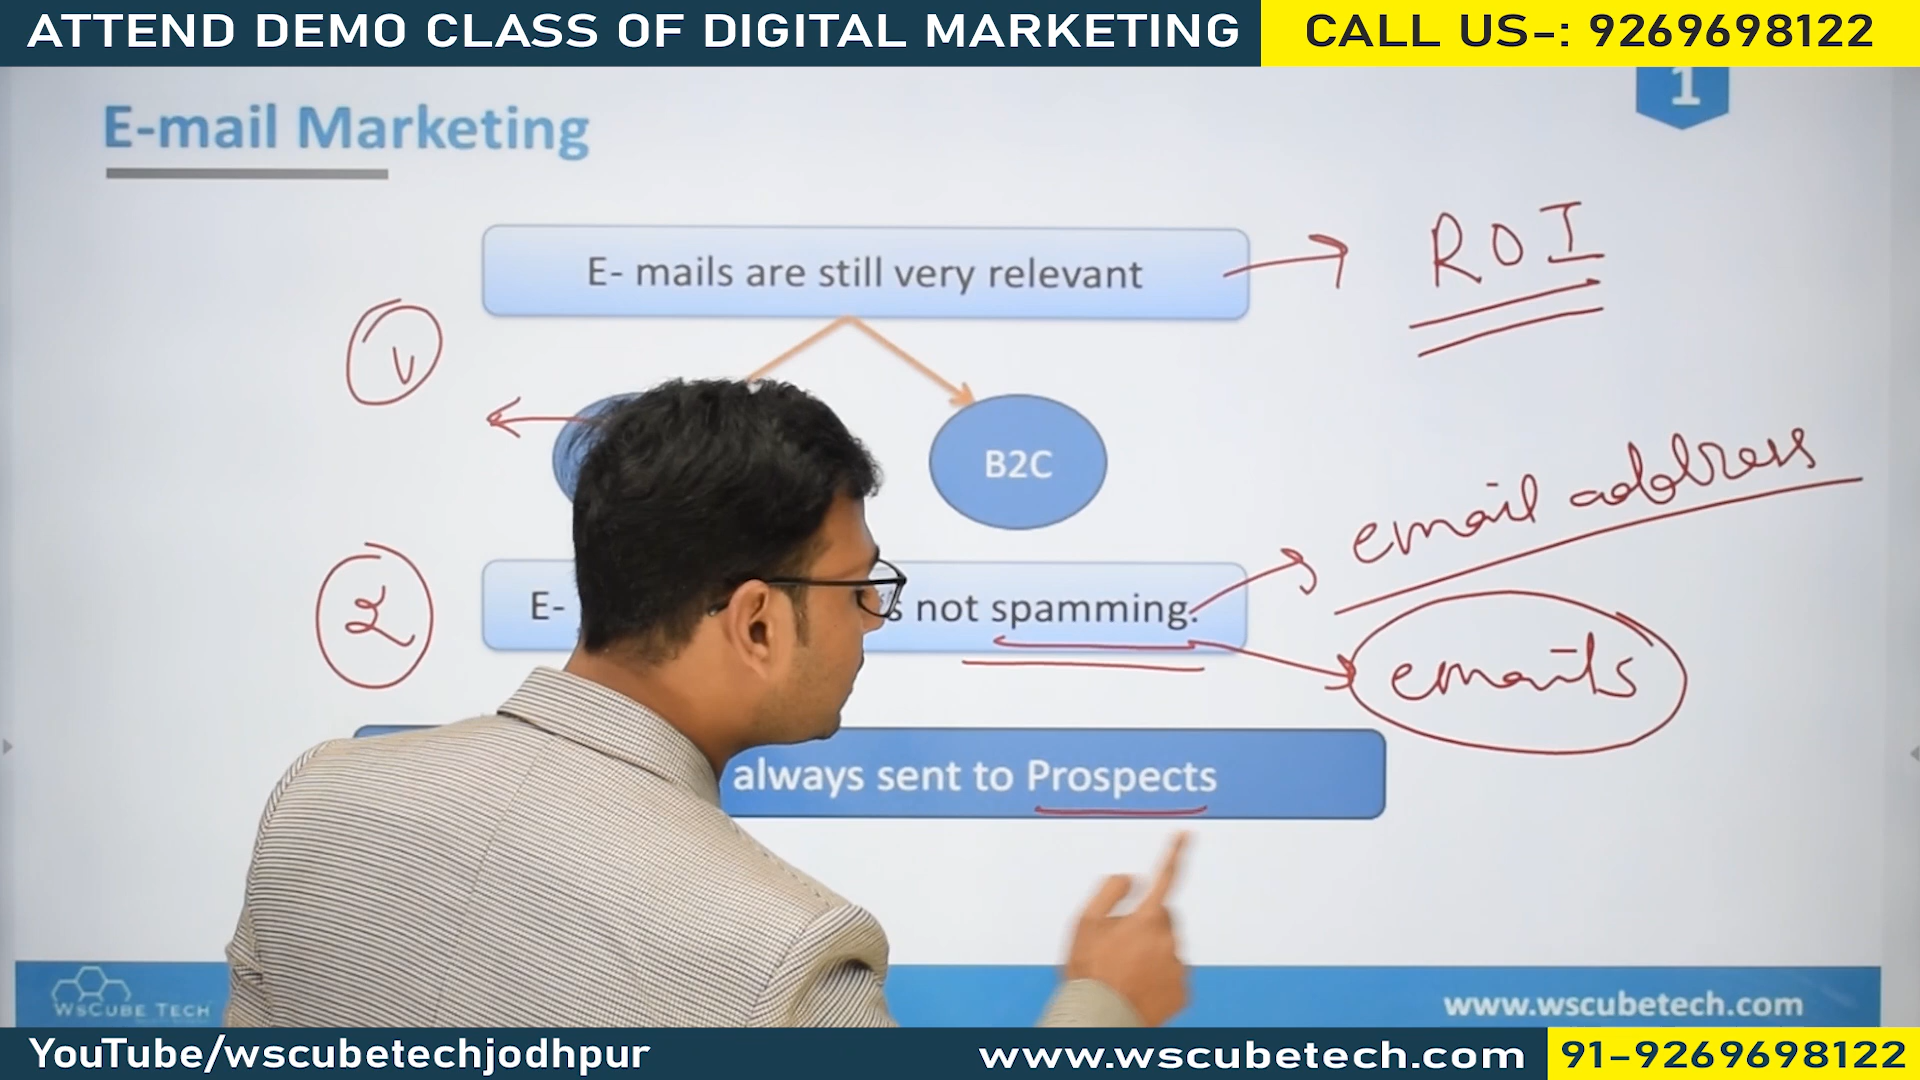 ATTEND DEMO CLASS OF DIGITAL MARKETING
CALL US-: 9269698122
1
E-mail Marketing
E- mails are still very relevant
ROI
1
B2C
email address
2
E-
not spamming.
emails
always sent to Prospects
WsCube Tech
www.wscubetech.com
YouTube/wscubetechjodhpur
www.wscubetech.com
91-9269698122